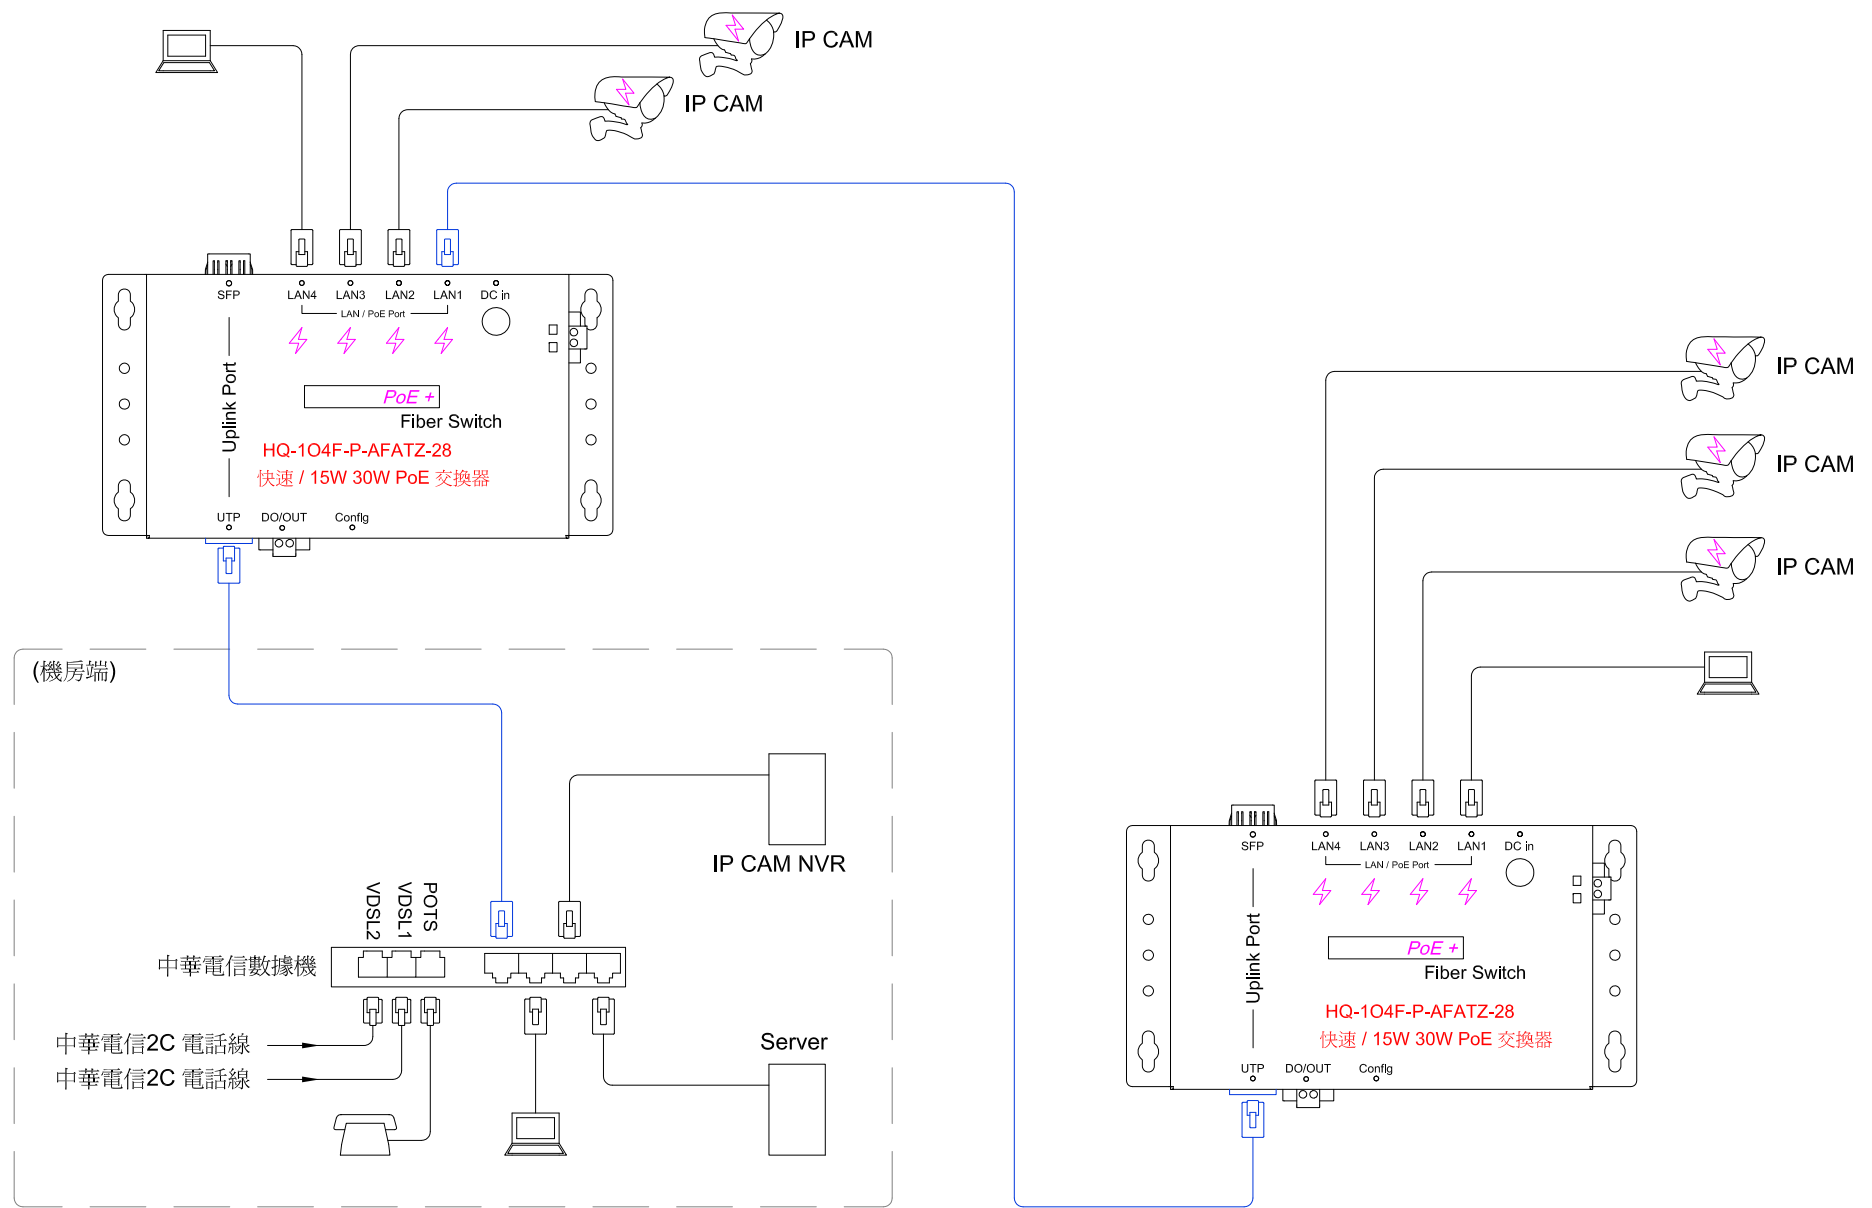 IP CAM
IP CAM
SFP
LAN4
LAN3
LAN2
LAN1
DC in
LAN / PoE Port
Uplink Port
PoE +
Fiber Switch
HQ-1O4F-P-AFATZ-28
快速 / 15W 30W PoE 交換器
UTP
DO/OUT
Conflg
IP CAM
IP CAM
IP CAM
(機房端)
IP CAM NVR
VDSL2
VDSL1
POTS
中華電信數據機
中華電信2C 電話線
中華電信2C 電話線
Server
SFP
LAN4
LAN3
LAN2
LAN1
DC in
LAN / PoE Port
Uplink Port
PoE +
Fiber Switch
HQ-1O4F-P-AFATZ-28
快速 / 15W 30W PoE 交換器
UTP
DO/OUT
Conflg